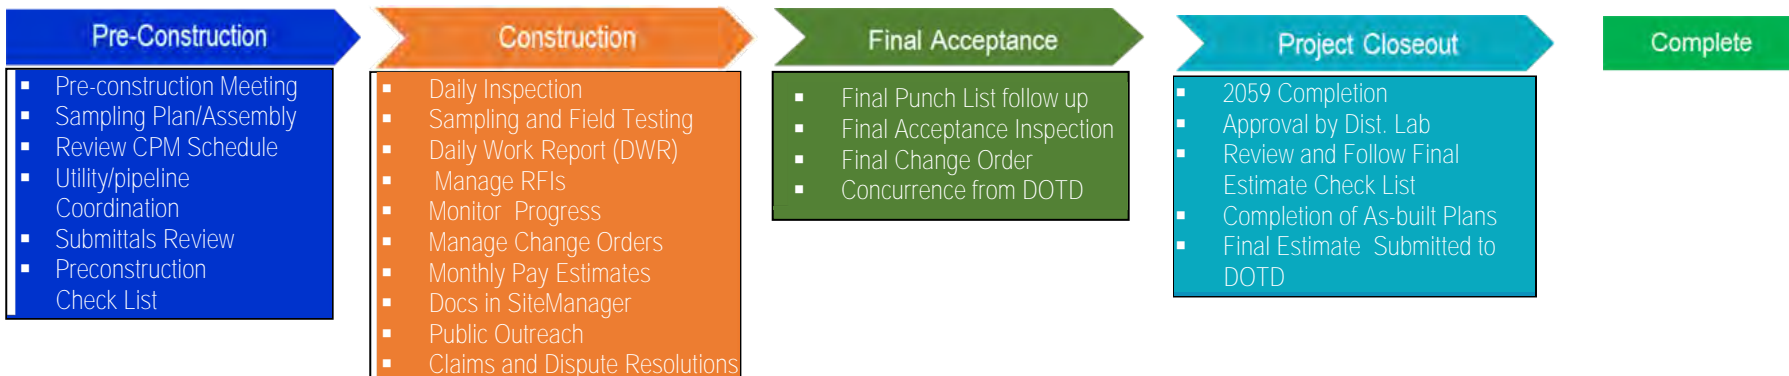 Pre-Construction
Pre-construction Meeting
Sampling Plan/Assembly
Review CPM Schedule
Utility/pipeline
Coordination
Submittals Review
Preconstruction
Check List
Construction
Daily Inspection
Sampling and Field Testing
Daily Work Report (DWR)
Manage RFIs
Monitor Progress
Manage Change Orders
Monthly Pay Estimates
Docs in SiteManager
Public Outreach
Claims and Dispute Resolutions
Final Acceptance
Final Punch List follow up
Final Acceptance Inspection
Final Change Order
Concurrence from DOTD
Project Closeout
2059 Completion
Approval by Dist. Lab
Review and Follow Final
Estimate Check List
Completion of As-built Plans
Final Estimate Submitted to
DOTD
Complete